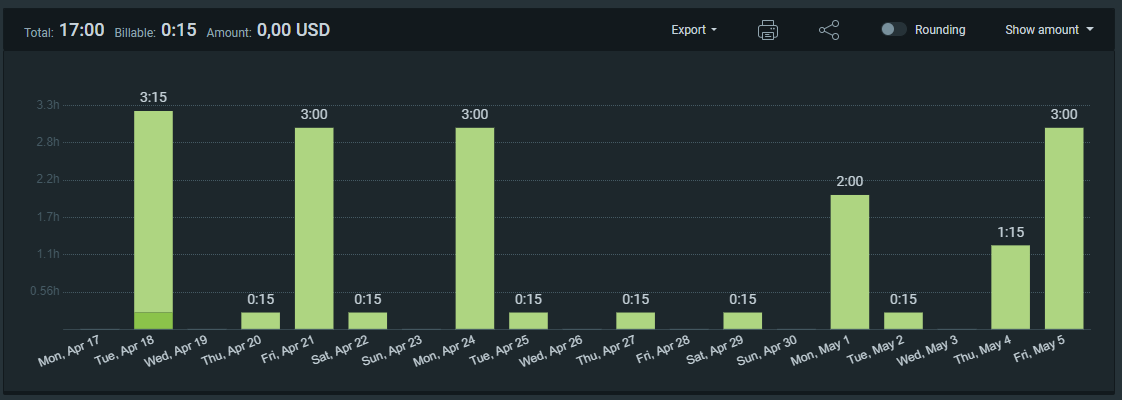 Total: 17:00 Billable: 0:15 Amount: 0,00 USD Export Rounding Show amount
3:15
3.3h
3:00 3:00 3:00
2.8h
2.2h
2:00
1.7h
1:15
1.1h
0.56h
0:15 0:15 0:15 0:15 0:15 0:15
Mon, Apr 17 Tue, Apr 18 Wed, Apr 19 Thu, Apr 20 Fri, Apr 21 Sat, Apr 22 Sun, Apr 23 Mon, Apr 24 Tue, Apr 25 Wed, Apr 26 Thu, Apr 27 Fri, Apr 28 Sat, Apr 29 Sun, Apr 30 Mon, May 1 Tue, May 2 Wed, May 3 Thu, May 4 Fri, May 5